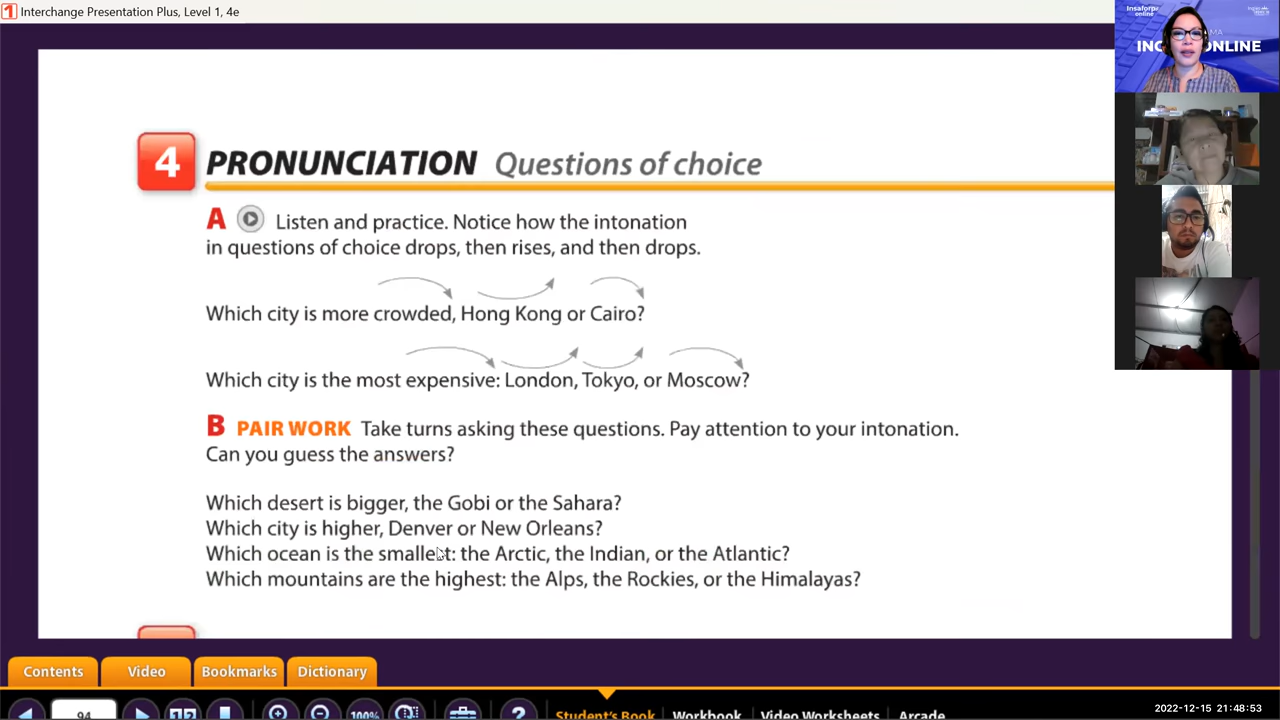 Interchange Presentation Plus, Level 1, 4e
4 PRONUNCIATION Questions of choice
A Listen and practice. Notice how the intonation
in questions of choice drops, then rises, and then drops.
Which city is more crowded, Hong Kong or Cairo?
Which city is the most expensive: London, Tokyo, or Moscow?
B PAIR WORK Take turns asking these questions. Pay attention to your intonation.
Can you guess the answers?
Which desert is bigger, the Gobi or the Sahara?
Which city is higher, Denver or New Orleans?
Which ocean is the smallest: the Arctic, the Indian, or the Atlantic?
Which mountains are the highest: the Alps, the Rockies, or the Himalayas?
Contents Video Bookmarks Dictionary
94 100% ? Student's Book Workbook Video Worksheets Arcade
Insaforp
online
ONLINE
2022-12-15 21:48:53